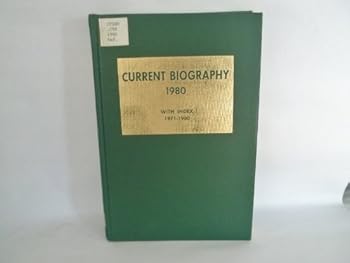 CURRENT BIOGRAPHY
1980
WITH INDEX
1971-1980